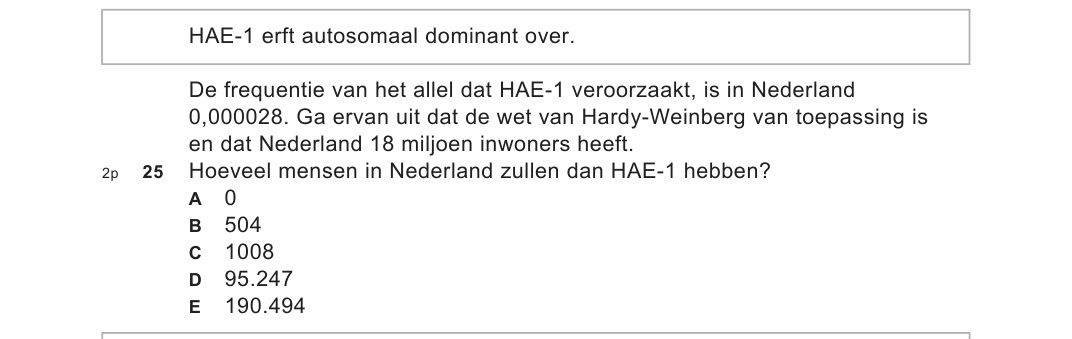 HAE-1 erft autosomaal dominant over.
De frequentie van het allel dat HAE-1 veroorzaakt, is in Nederland
0,000028. Ga ervan uit dat de wet van Hardy-Weinberg van toepassing is
en dat Nederland 18 miljoen inwoners heeft.
2p 25 Hoeveel mensen in Nederland zullen dan HAE-1 hebben?
A 0
B 504
C 1008
D 95.247
E 190.494